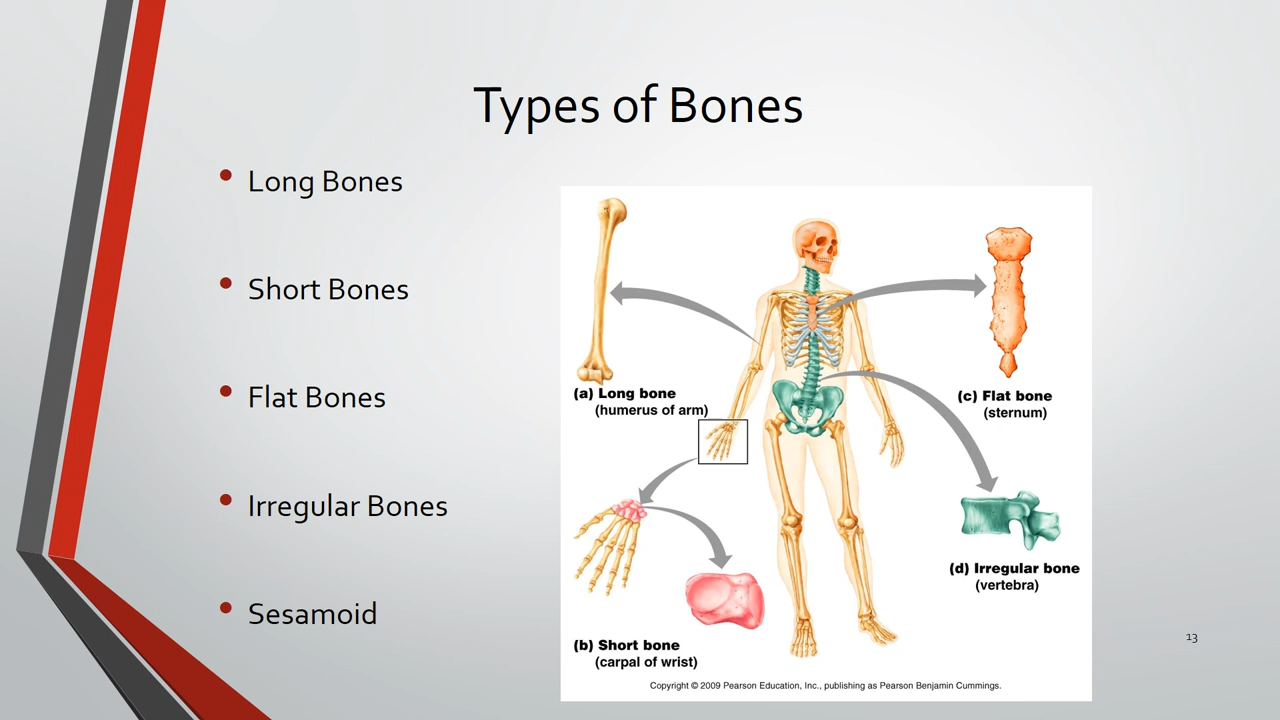 Types of Bones
• Long Bones
• Short Bones
• Flat Bones
• Irregular Bones
• Sesamoid
(a) Long bone
(humerus of arm)
(b) Short bone
(carpal of wrist)
(c) Flat bone
(sternum)
(d) Irregular bone
(vertebra)
Copyright © 2009 Pearson Education, Inc., publishing as Pearson Benjamin Cummings.
13